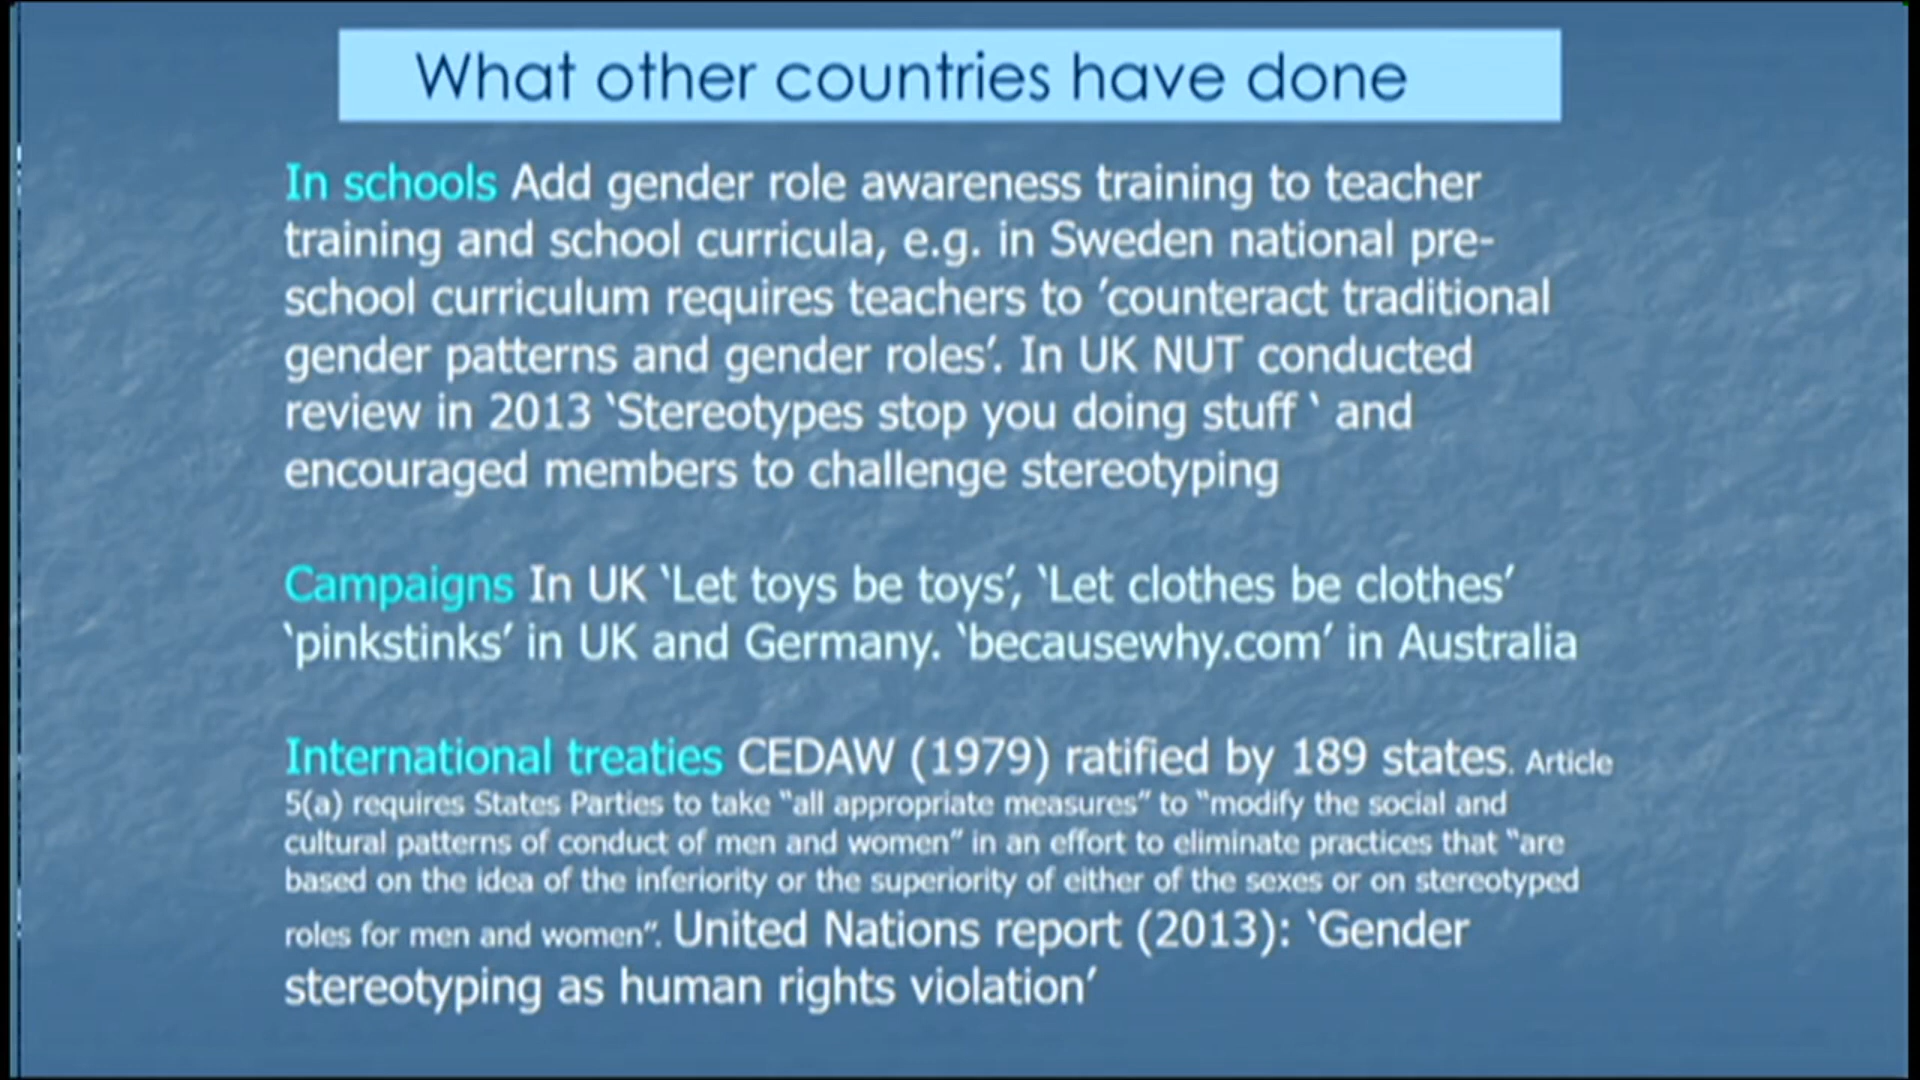 What other countries have done
In schools Add gender role awareness training to teacher
training and school curricula, e.g. in Sweden national pre-
school curriculum requires teachers to ’counteract traditional
gender patterns and gender roles’. In UK NUT conducted
review in 2013 ‘Stereotypes stop you doing stuff ‘ and
encouraged members to challenge stereotyping
Campaigns In UK ‘Let toys be toys’, ‘Let clothes be clothes’
‘pinkstinks’ in UK and Germany. ‘becausewhy.com’ in Australia
International treaties CEDAW (1979) ratified by 189 states. Article
5(a) requires States Parties to take “all appropriate measures” to “modify the social and
cultural patterns of conduct of men and women” in an effort to eliminate practices that “are
based on the idea of the inferiority or the superiority of either of the sexes or on stereotyped
roles for men and women”. United Nations report (2013): ‘Gender
stereotyping as human rights violation’